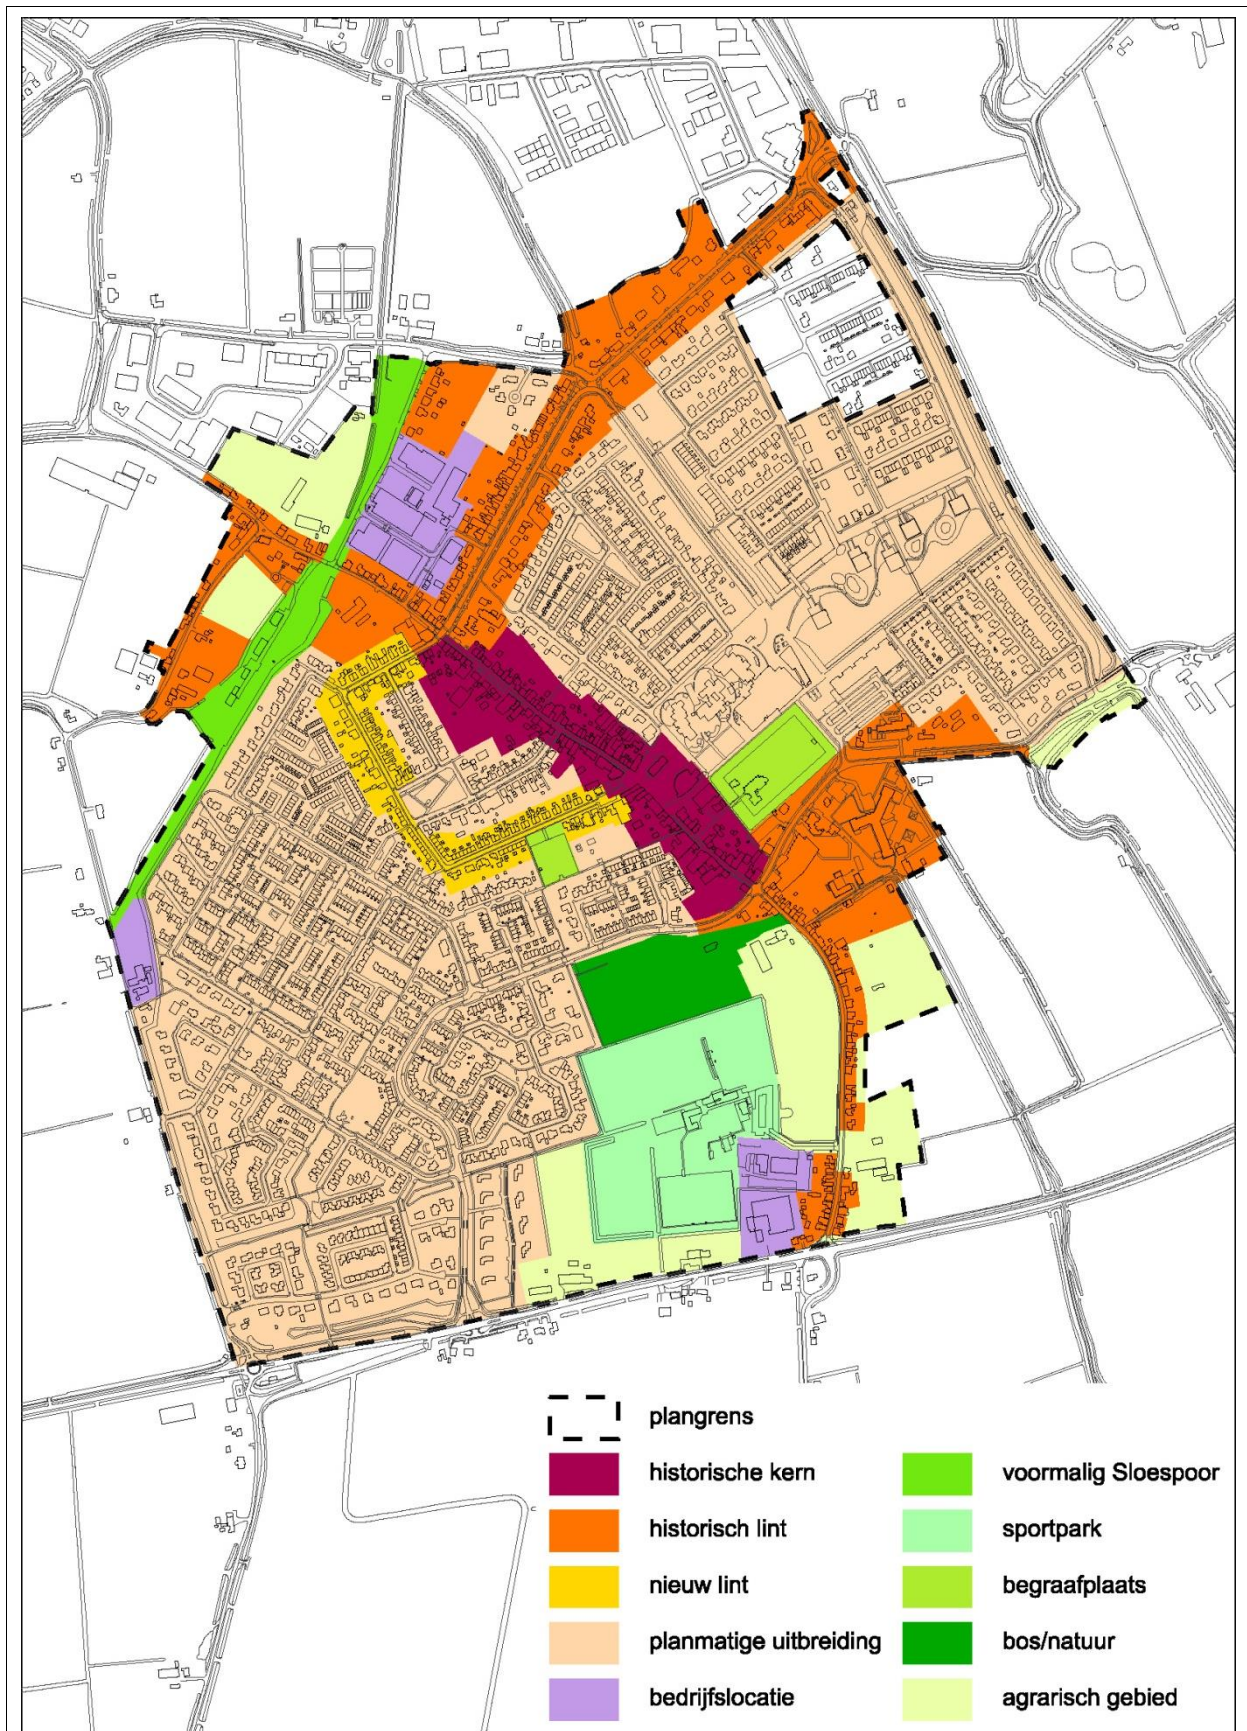 plangrens
historische kern
historisch lint
nieuw lint
planmatige uitbreiding
bedrijfslocatie
voormalig Sloespoor
sportpark
begraafplaats
bos/natuur
agrarisch gebied